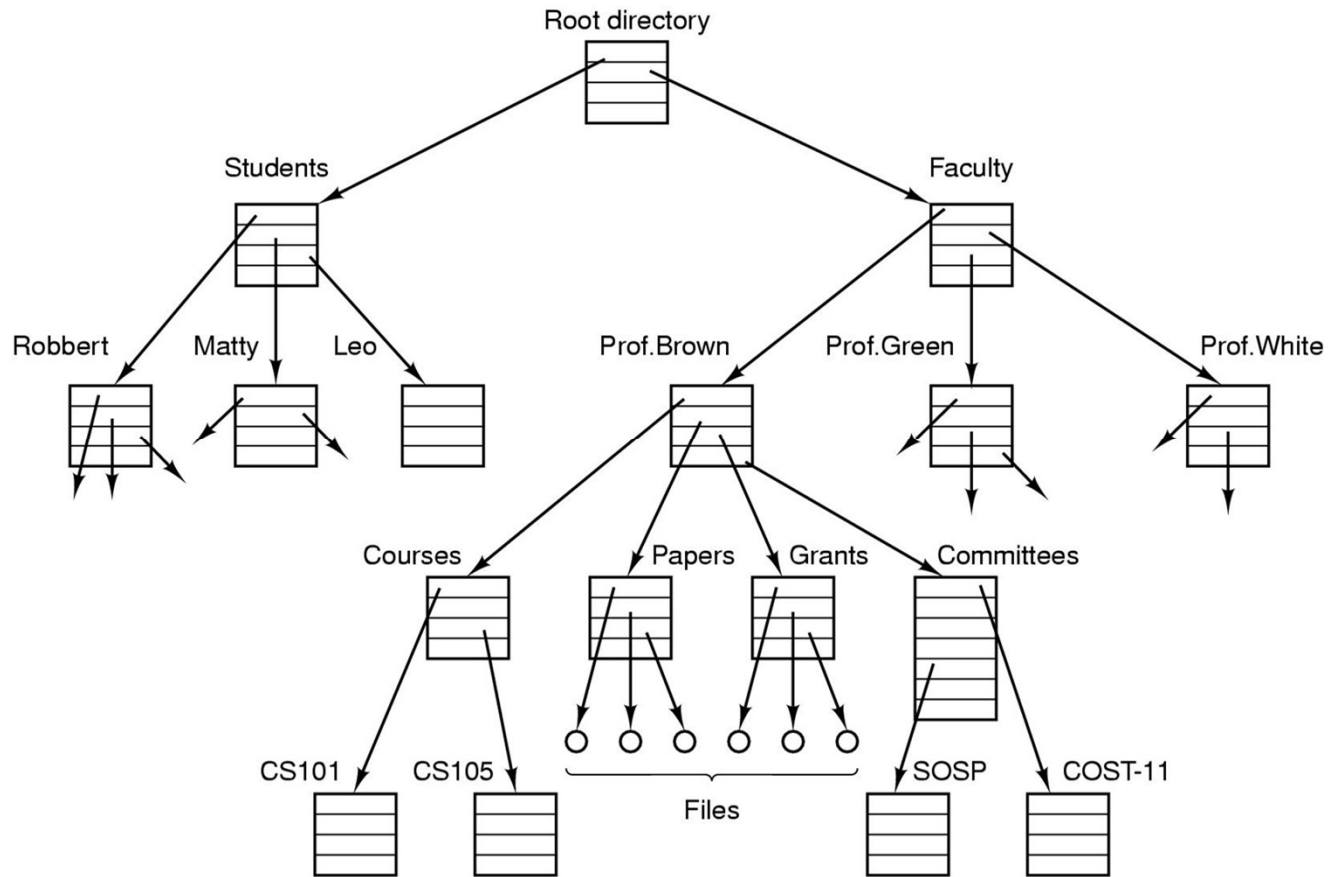 Root directory
Students
Faculty
Robbert
Matty
Leo
Prof.Brown
Prof.Green
Prof.White
Courses
Papers
Grants
Committees
CS101
CS105
SOSP
COST-11
Files